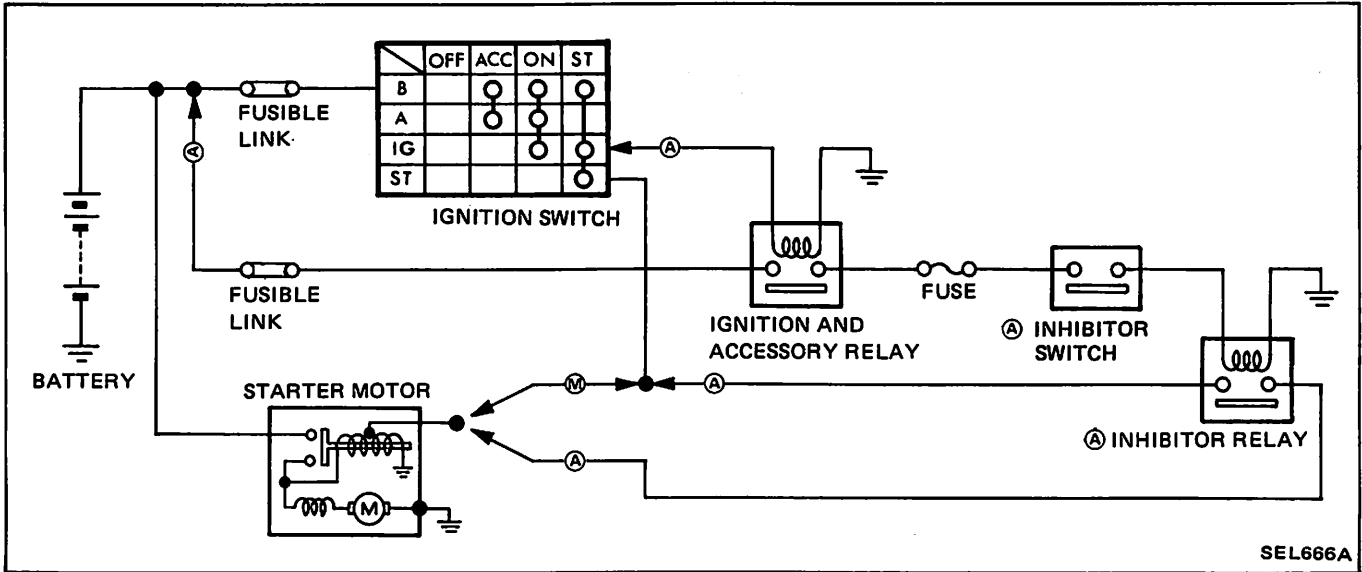 OFF ACC ON ST
B
A
IG
ST
FUSIBLE
LINK
IGNITION SWITCH
A
A
FUSIBLE
LINK
BATTERY
IGNITION AND
ACCESSORY RELAY
FUSE
Ⓐ INHIBITOR
SWITCH
STARTER MOTOR
M
A
A
M
Ⓐ INHIBITOR RELAY
SEL666A